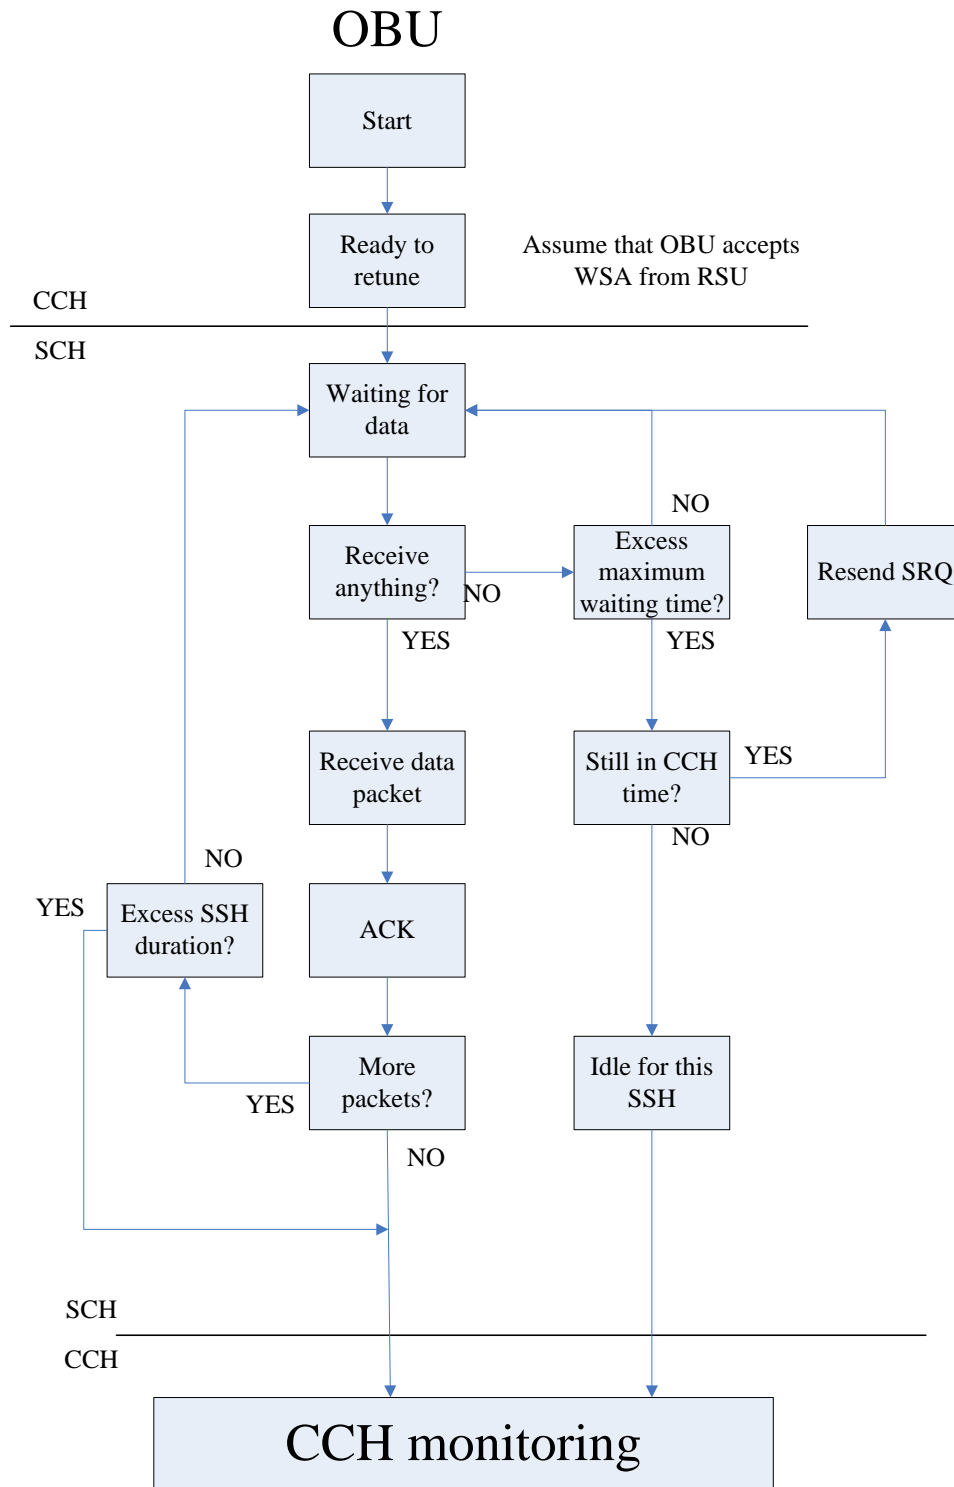 OBU
Start
Ready to
retune
Assume that OBU accepts
WSA from RSU
CCH
SCH
Waiting for
data
NO
Receive
anything?
NO
Excess
maximum
waiting time?
Resend SRQ
YES
YES
Receive data
packet
Still in CCH
time?
YES
NO
NO
YES
Excess SSH
duration?
ACK
More
packets?
YES
NO
Idle for this
SSH
SCH
CCH
CCH monitoring